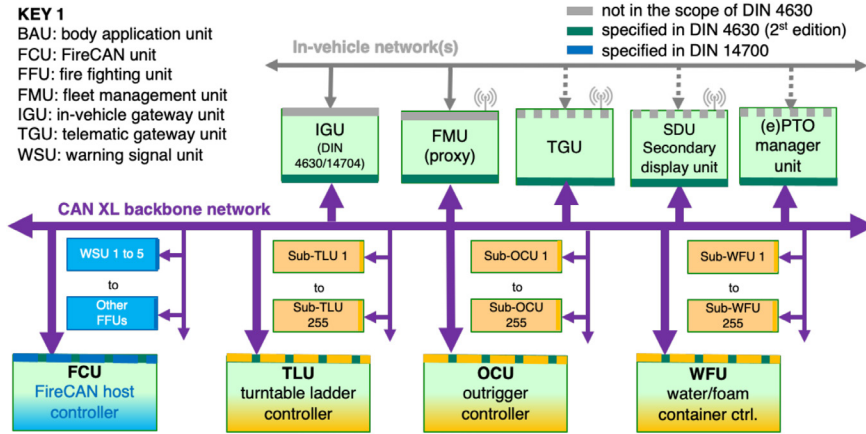 KEY 1
BAU: body application unit
FCU: FireCAN unit
FFU: fire fighting unit
FMU: fleet management unit
IGU: in-vehicle gateway unit
TGU: telematic gateway unit
WSU: warning signal unit
not in the scope of DIN 4630
specified in DIN 4630 (2st edition)
specified in DIN 14700
In-vehicle network(s)
IGU
(DIN
4630/14704)
FMU
(proxy)
TGU
SDU
Secondary
display unit
(e)PTO
manager
unit
CAN XL backbone network
WSU 1 to 5
to
Other
FFUs
Sub-TLU 1
to
Sub-TLU
255
Sub-OCU 1
to
Sub-OCU
255
Sub-WFU 1
to
Sub-WFU
255
FCU
FireCAN host
controller
TLU
turntable ladder
controller
OCU
outrigger
controller
WFU
water/foam
container ctrl.